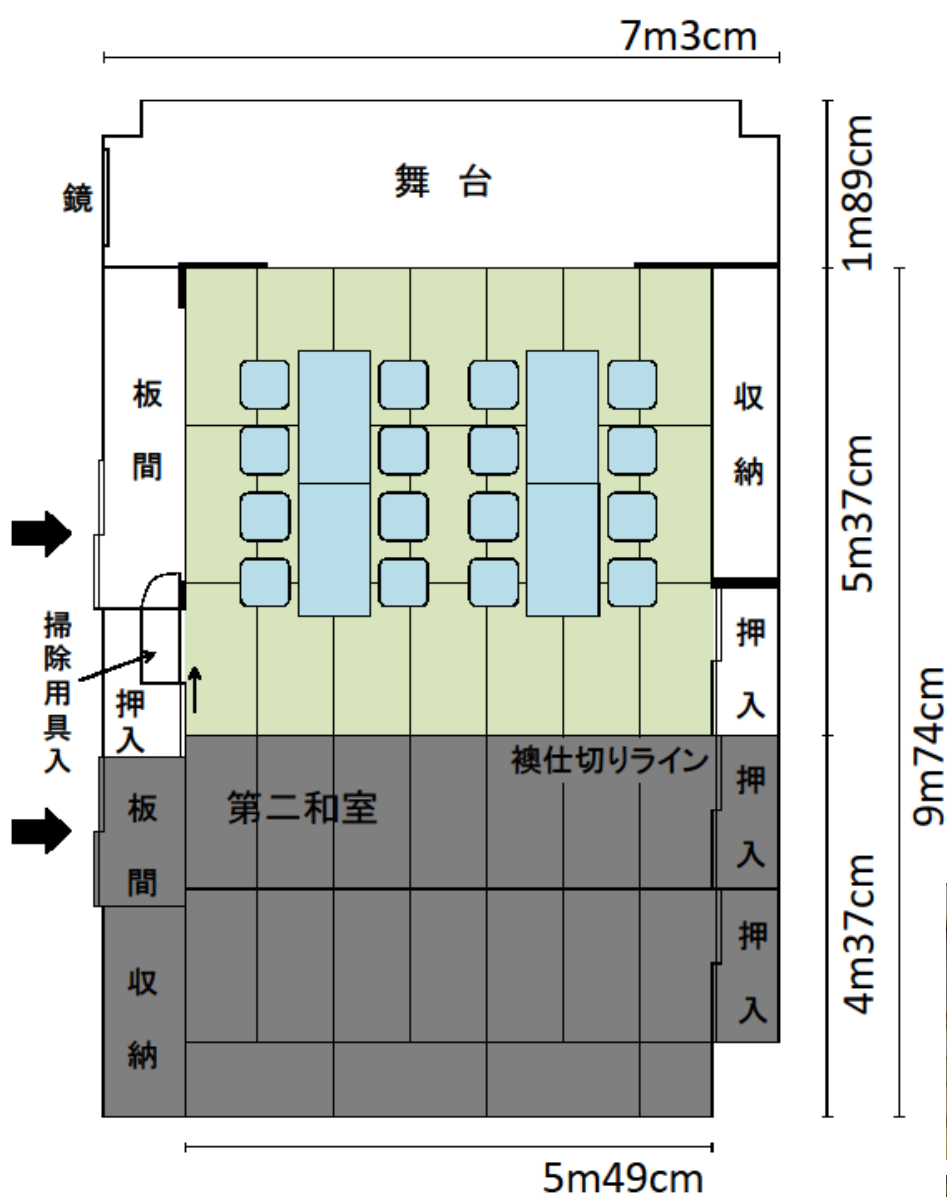 7m3cm
1m89cm
舞 台
鏡
板間
収納
5m37cm
掃除用具入
押入
押入
9m74cm
襖仕切りライン
第二和室
押入
板間
4m37cm
押入
収納
5m49cm